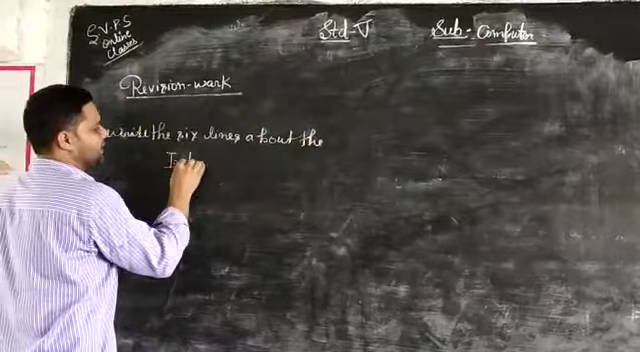 S.V.P.S
Online
Classes
Std-V
Sub-Computer
Revision-work
write the six lines about the